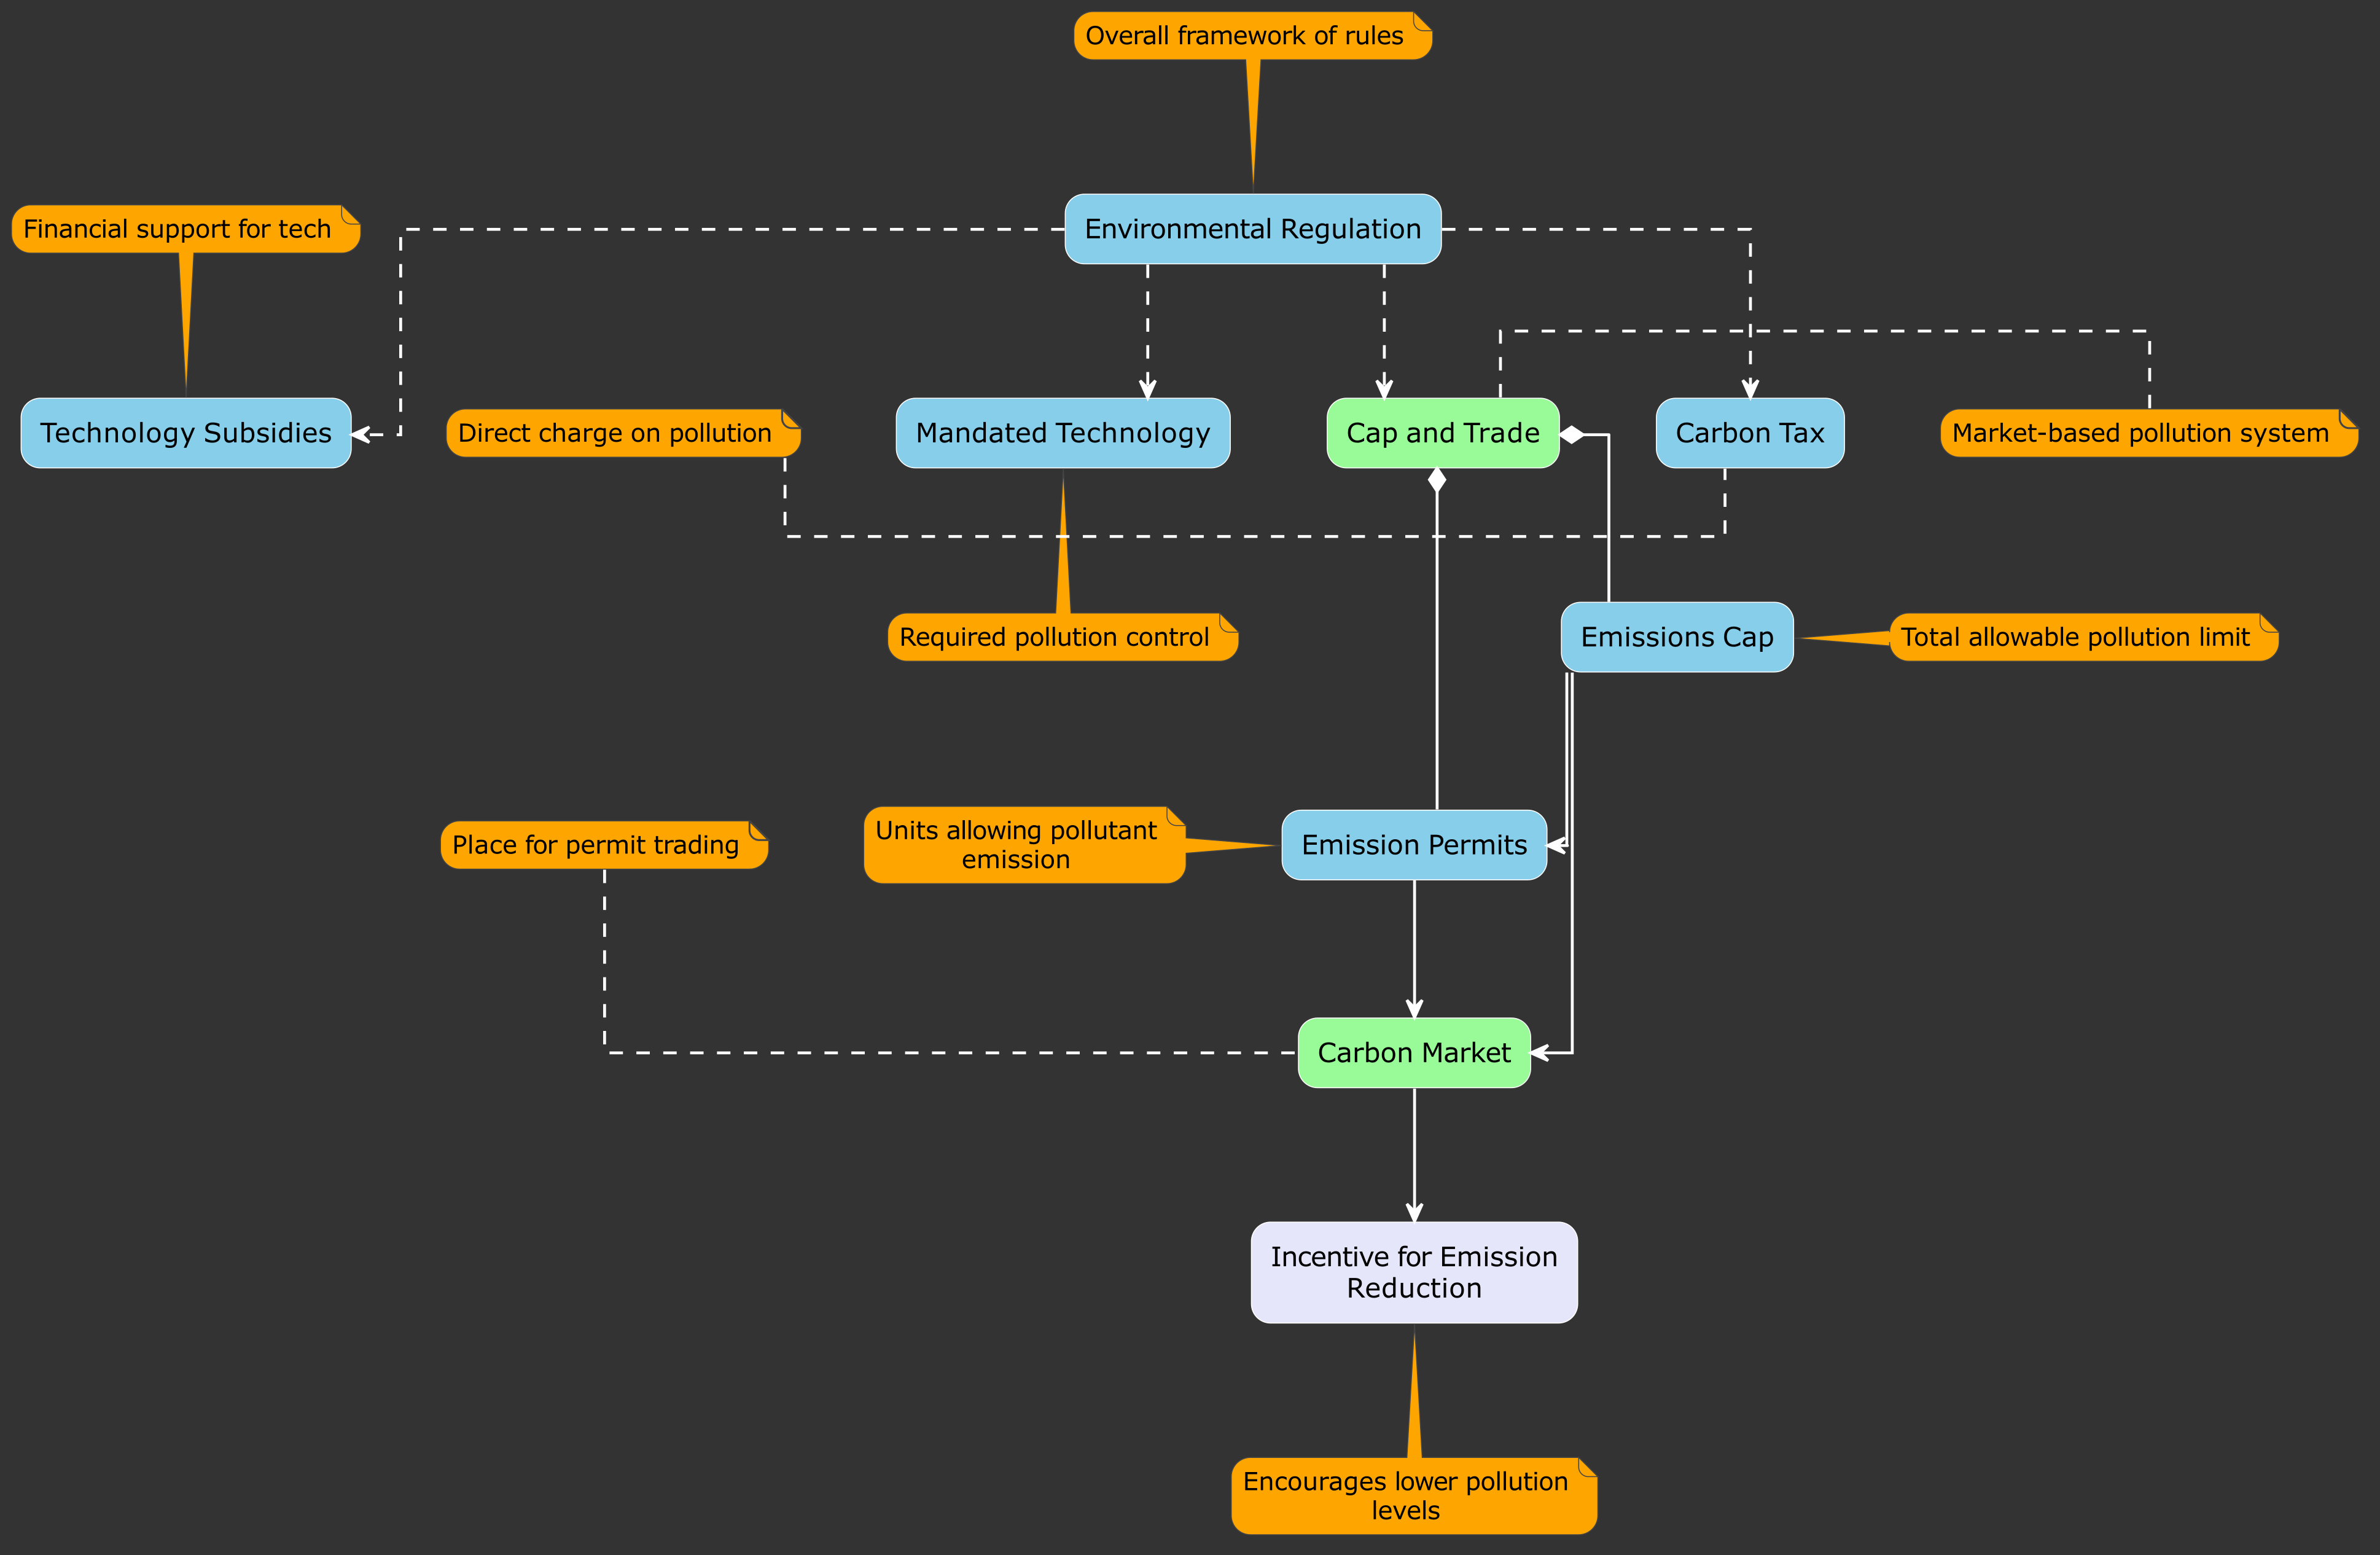 Overall framework of rules
Financial support for tech
Environmental Regulation
Technology Subsidies
Direct charge on pollution
Mandated Technology
Cap and Trade
Carbon Tax
Market-based pollution system
Required pollution control
Emissions Cap
Total allowable pollution limit
Place for permit trading
Units allowing pollutant
emission
Emission Permits
Carbon Market
Incentive for Emission
Reduction
Encourages lower pollution
levels